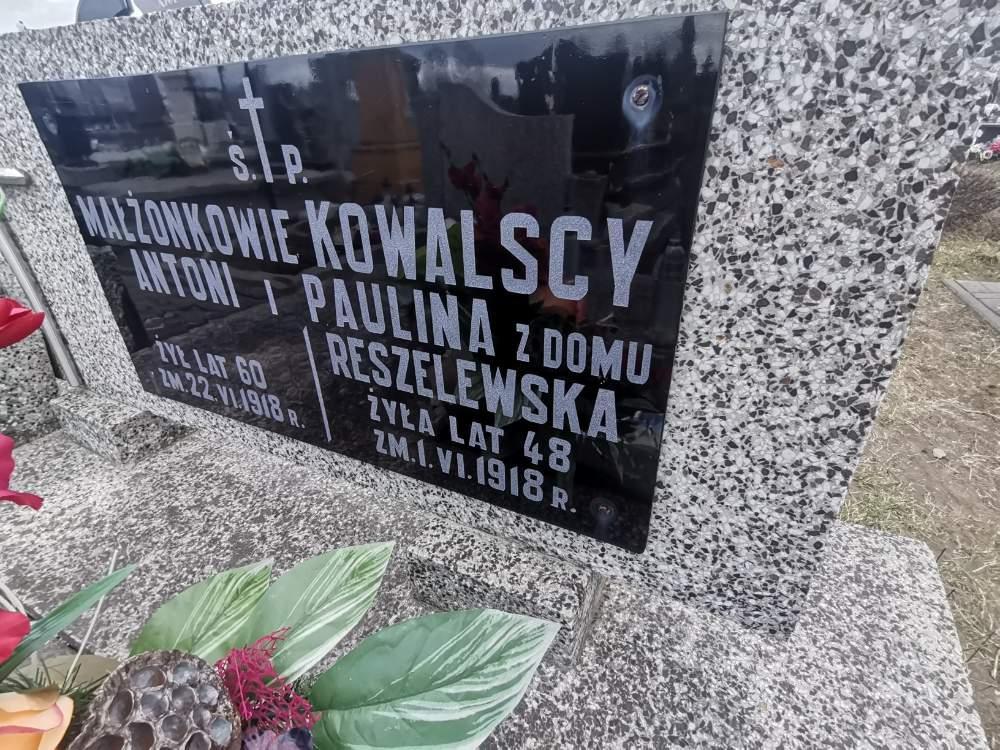 Ś. P.
MAŁŻONKOWIE KOWALSCY
ANTONI I PAULINA Z DOMU
RESZELEWSKA
ŻYŁ LAT 60
ZM. 22.VI.1918 R.
ŻYŁA LAT 48
ZM. I. VI. 1918 R.